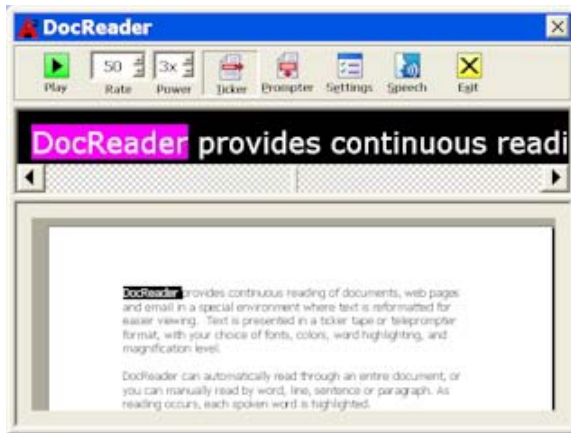 DocReader
Play
50
Rate
3x
Power
Ticker
Prompter
Settings
Speech
Exit
DocReader provides continuous readi
DocReader provides continuous reading of documents, web pages
and email in a special environment where text is reformatted for
easier viewing. Text is presented in a ticker tape or teleprompter
format, with your choice of fonts, colors, word highlighting, and
magnification level.
DocReader can automatically read through an entire document, or
you can manually read by word, line, sentence or paragraph. As
reading occurs, each spoken word is highlighted.